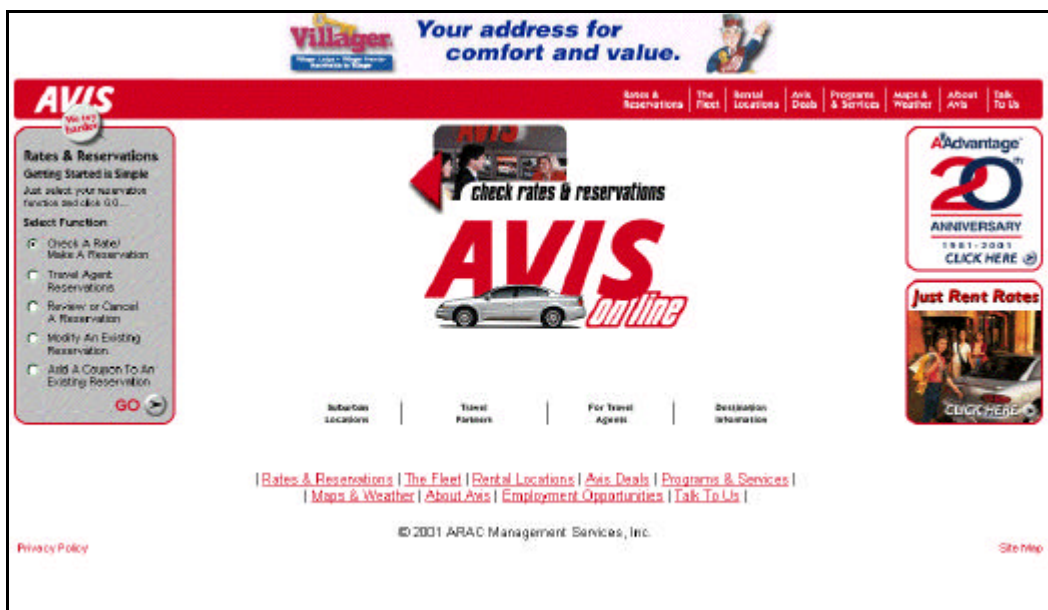 Villager
Your address for
comfort and value.
AVIS
We try
harder
Rates &
Reservations
The
Fleet
Rental
Locations
Avis
Deals
Programs
& Services
Maps &
Weather
About
Avis
Talk
To Us
Rates & Reservations
Getting Started is Simple
Just select your reservation
function and click GO....
Select Function
Check A Rate/
Make A Reservation
Travel Agent
Reservations
Review or Cancel
A Reservation
Modify An Existing
Reservation
Add A Coupon To An
Existing Reservation
GO
AVIS
check rates & reservations
AVIS
online
AAdvantage
20th
ANNIVERSARY
1981-2001
CLICK HERE
Just Rent Rates
CLICK HERE
Suburban
Locations
Travel
Partners
For Travel
Agents
Destination
Information
| Rates & Reservations | The Fleet | Rental Locations | Avis Deals | Programs & Services |
| Maps & Weather | About Avis | Employment Opportunities | Talk To Us |
© 2001 ARAC Management Services, Inc.
Privacy Policy
Site Map